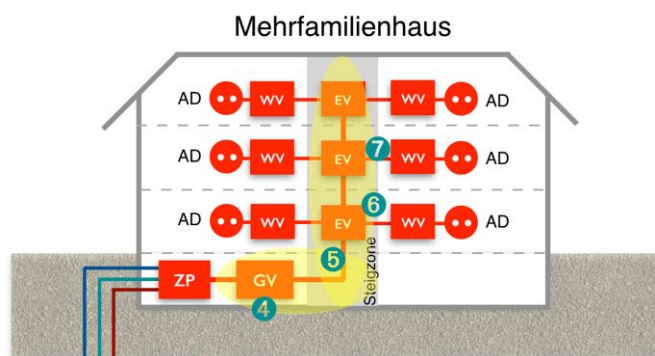 Mehrfamilienhaus
AD WV EV WV AD
AD WV EV 7 WV AD
6
AD WV EV WV AD
5
Steigzone
ZP GV
4